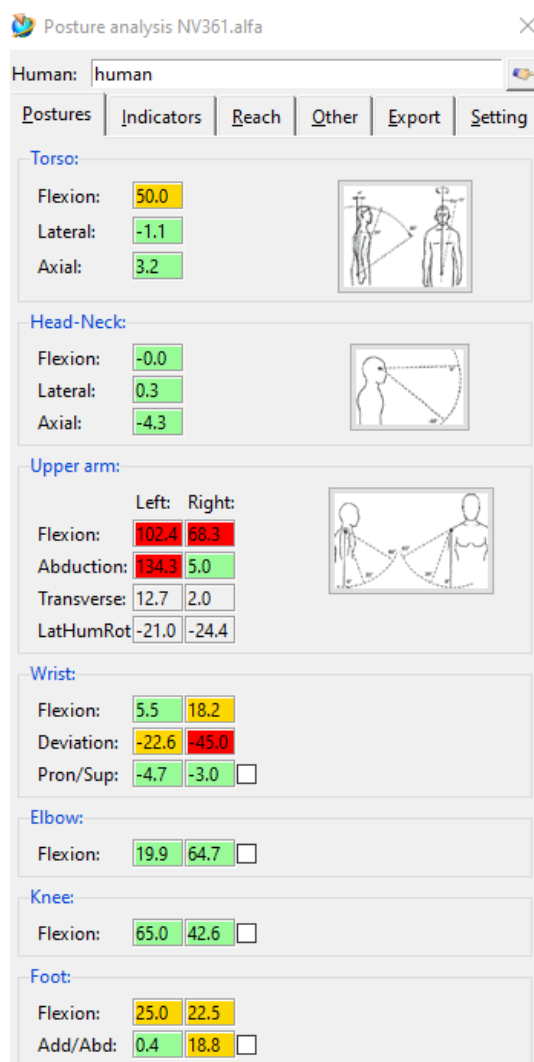 Posture analysis NV361.alfa
Human: human
Postures Indicators Reach Other Export Setting
Torso:
Flexion: 50.0
Lateral: -1.1
Axial: 3.2
Head-Neck:
Flexion: -0.0
Lateral: 0.3
Axial: -4.3
Upper arm:
Left: Right:
Flexion: 102.4 68.3
Abduction: 134.3 5.0
Transverse: 12.7 2.0
LatHumRot -21.0 -24.4
Wrist:
Flexion: 5.5 18.2
Deviation: -22.6 -45.0
Pron/Sup: -4.7 -3.0
Elbow:
Flexion: 19.9 64.7
Knee:
Flexion: 65.0 42.6
Foot:
Flexion: 25.0 22.5
Add/Abd: 0.4 18.8